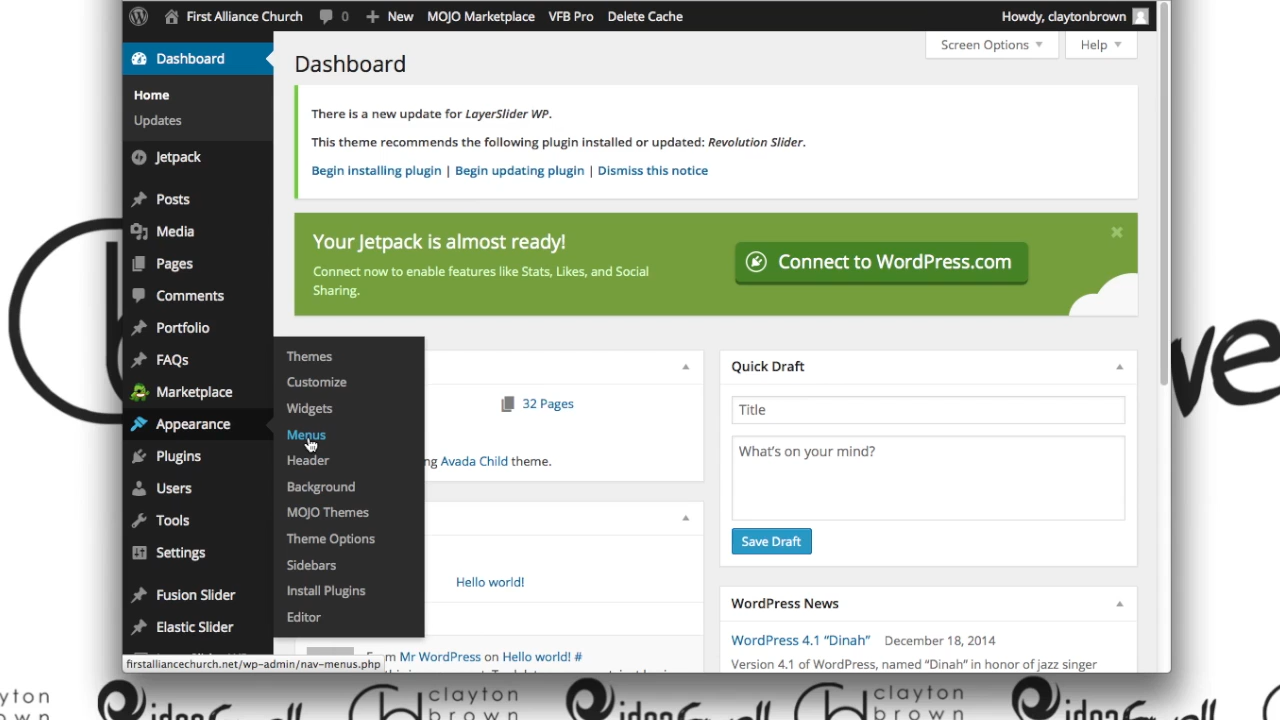 First Alliance Church 0 New MOJO Marketplace VFB Pro Delete Cache Howdy, claytonbrown
Screen Options Help
Dashboard
Home
Updates
Jetpack
Posts
Media
Pages
Comments
Portfolio
FAQs
Marketplace
Appearance
Plugins
Users
Tools
Settings
Fusion Slider
Elastic Slider
Themes
Customize
Widgets
Menus
Header
Background
MOJO Themes
Theme Options
Sidebars
Install Plugins
Editor
Dashboard
There is a new update for LayerSlider WP.
This theme recommends the following plugin installed or updated: Revolution Slider.
Begin installing plugin | Begin updating plugin | Dismiss this notice
Your Jetpack is almost ready!
Connect now to enable features like Stats, Likes, and Social
Sharing.
Connect to WordPress.com
32 Pages
ng Avada Child theme.
Hello world!
From Mr WordPress on Hello world! #
Quick Draft
Title
What's on your mind?
Save Draft
WordPress News
WordPress 4.1 "Dinah" December 18, 2014
Version 4.1 of WordPress, named "Dinah" in honor of jazz singer
firstalliancechurch.net/wp-admin/nav-menus.php
clayton
brown
clayton
brown